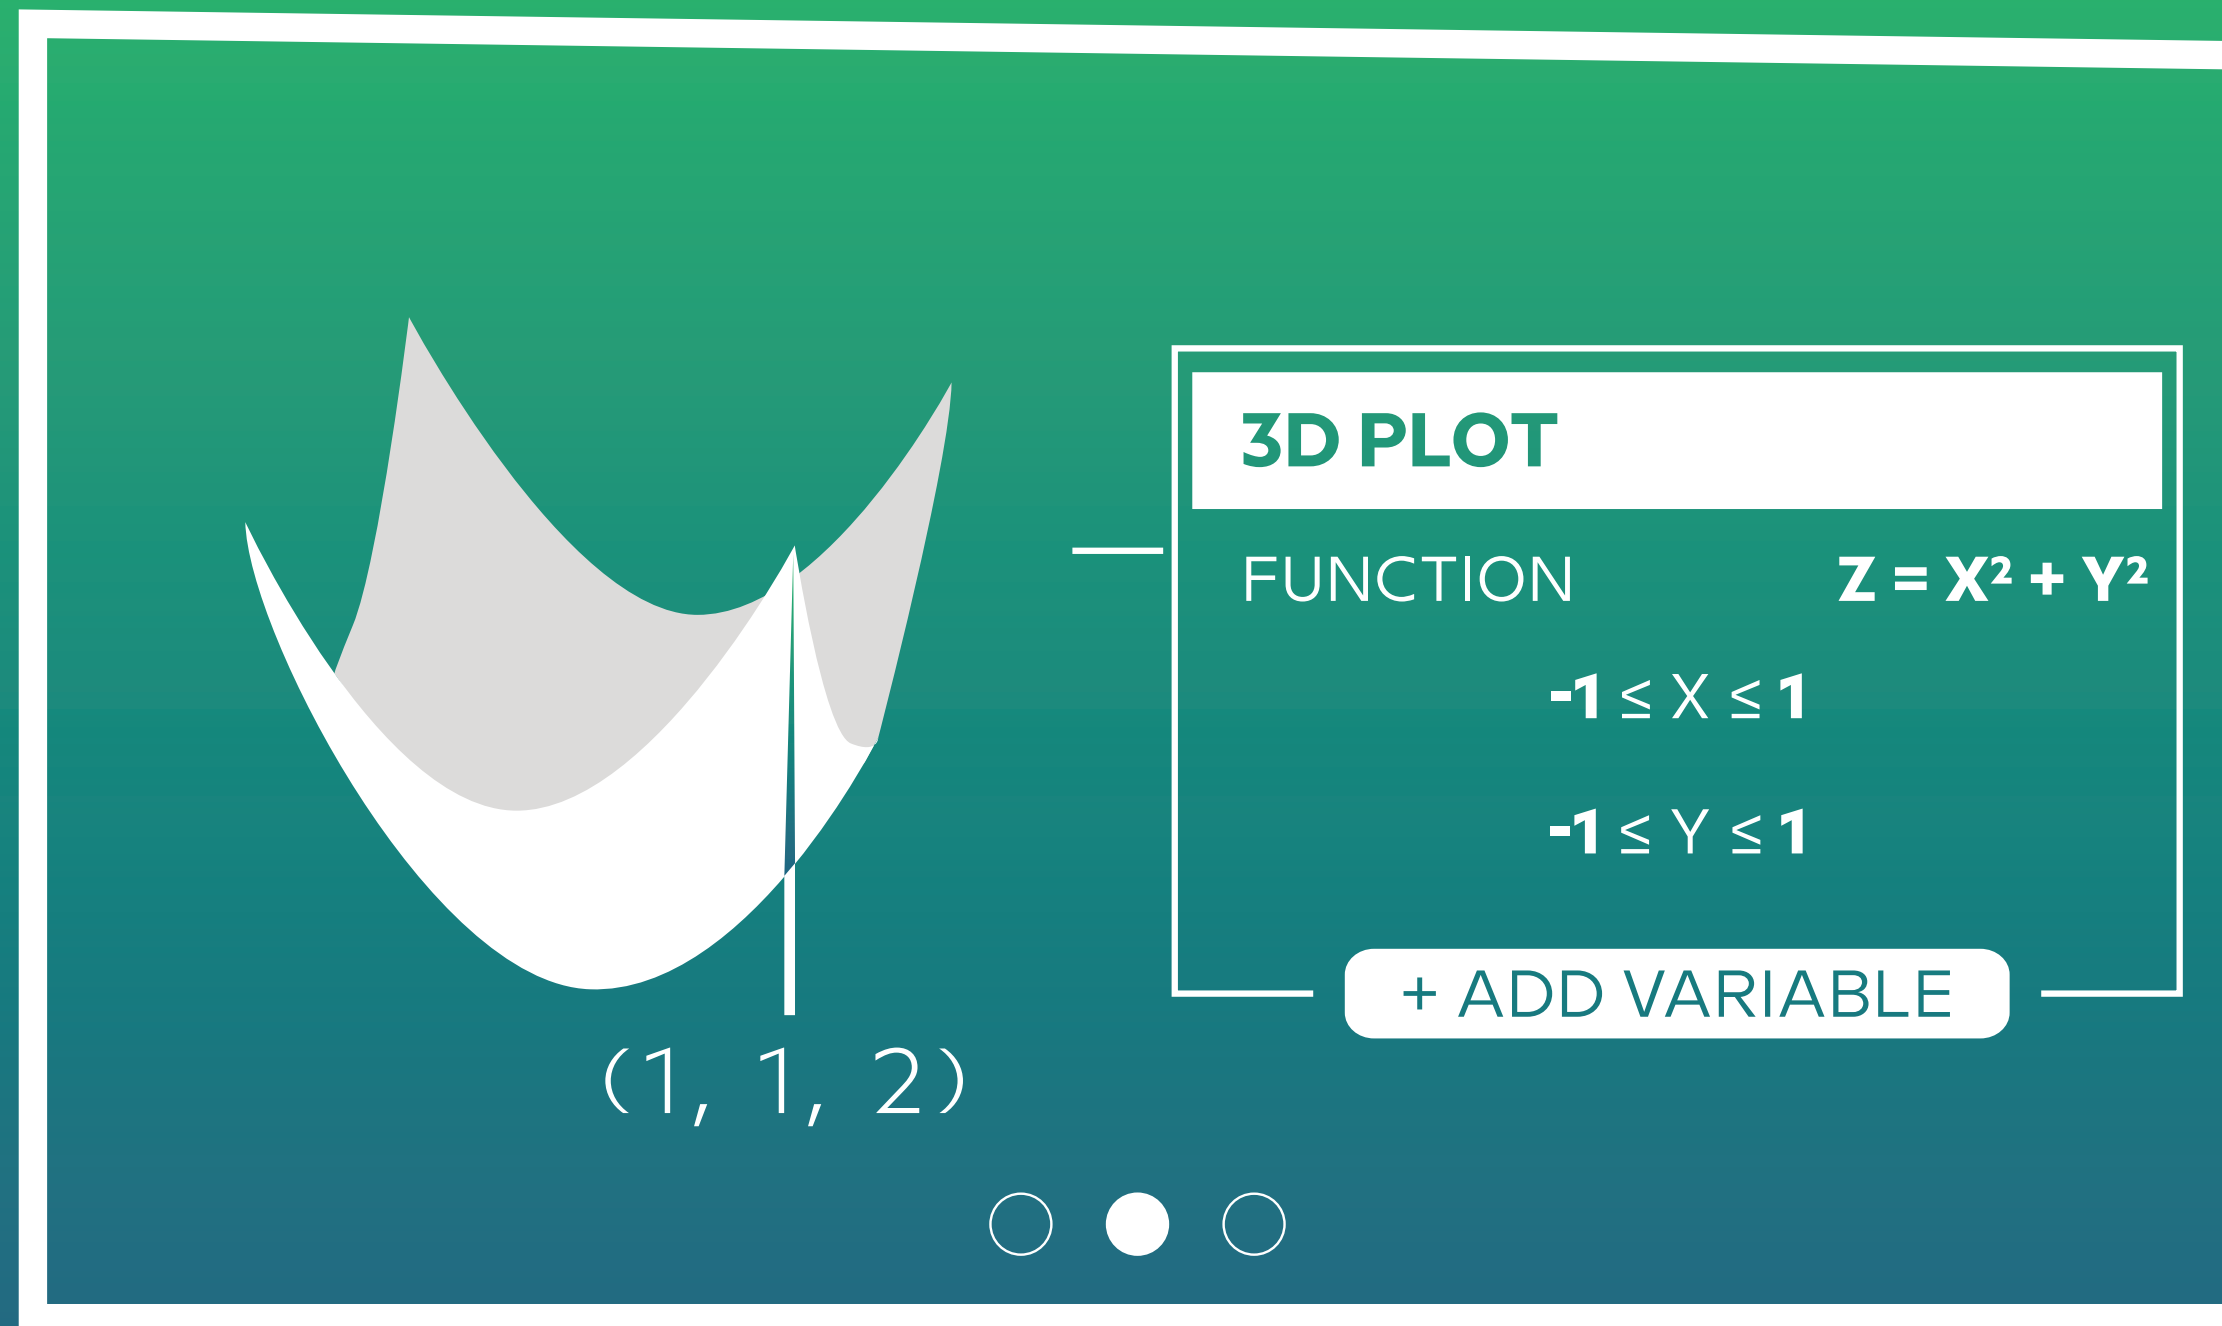 3D PLOT
FUNCTION Z = X² + Y²
-1 ≤ X ≤ 1
-1 ≤ Y ≤ 1
+ ADD VARIABLE
(1, 1, 2)